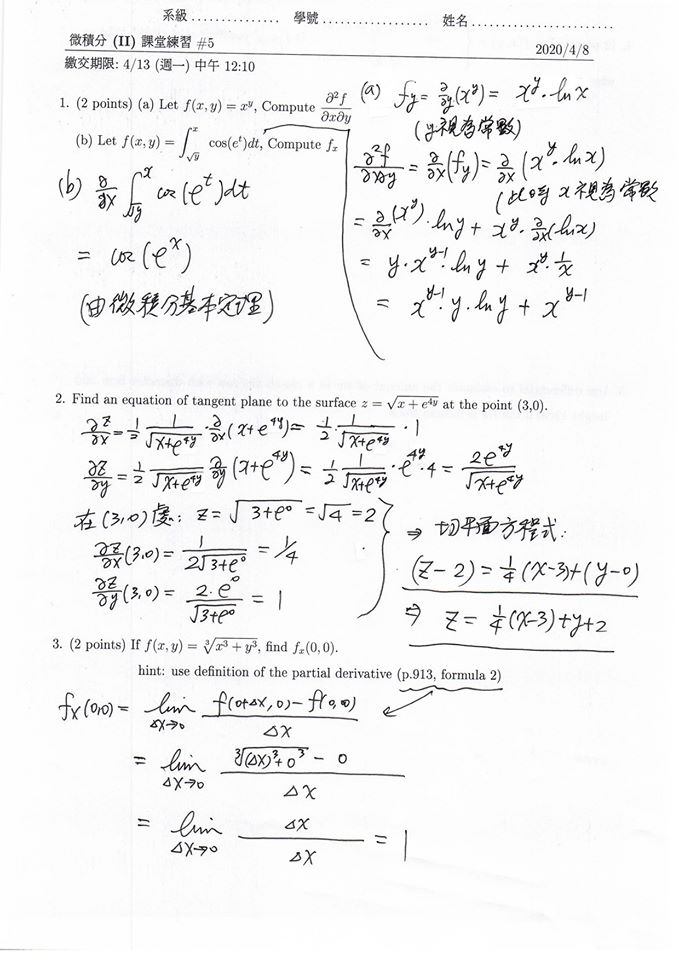 系級 .............. 學號 ..................... 姓名 ......................
微積分 (II) 課堂練習 #5 2020/4/8
繳交期限: 4/13 (週一) 中午 12:10
1. (2 points) (a) Let f(x, y) = x^y, Compute ∂²f/∂x∂y
(b) Let f(x, y) = ∫_{√y}^{x} cos(e^t)dt, Compute f_x
(a) f_y = ∂/∂y(x^y) = x^y · ln x
(y視為常數)
∂²f/∂x∂y = ∂/∂x(f_y) = ∂/∂x(x^y · ln x)
(此時 x 視為常數
= ∂/∂x(x^y) · ln y + x^y · ∂/∂x(ln x)
= y · x^{y-1} · ln y + x^y · 1/x
= x^{y-1} · y · ln y + x^{y-1}
(b) ∂/∂x ∫_{√y}^{x} cos(e^t)dt
= cos(e^x)
(由微積分基本定理)
2. Find an equation of tangent plane to the surface z = √(x + e^{4y}) at the point (3,0).
∂z/∂x = 1/2 1/√(x+e^{4y}) · ∂/∂x(x+e^{4y}) = 1/2 · 1/√(x+e^{4y}) · 1
∂z/∂y = 1/2 1/√(x+e^{4y}) ∂/∂y(x+e^{4y}) = 1/2 1/√(x+e^{4y}) · e^{4y} · 4 = 2e^{4y}/√(x+e^{4y})
在 (3,0) 處: z = √(3+e⁰) = √4 = 2
∂z/∂x(3,0) = 1/(2√(3+e⁰)) = 1/4
∂z/∂y(3,0) = 2·e⁰/√(3+e⁰) = 1
⇒ 切平面方程式:
(z-2) = 1/4(x-3)+(y-0)
⇒ z = 1/4(x-3)+y+2
3. (2 points) If f(x, y) = ∛(x³ + y³), find f_x(0, 0).
hint: use definition of the partial derivative (p.913, formula 2)
f_x(0,0) = lim_{Δx→0} (f(0+Δx, 0) - f(0,0))/Δx
= lim_{Δx→0} (∛((Δx)³+0³) - 0)/Δx
= lim_{Δx→0} Δx/Δx = 1